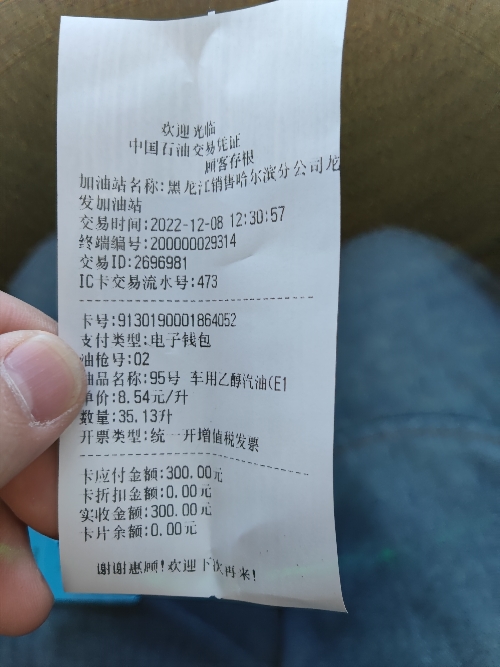 欢迎光临
中国石油交易凭证
顾客存根
加油站名称:黑龙江销售哈尔滨分公司龙
发加油站
交易时间:2022-12-08 12:30:57
终端编号:200000029314
交易ID:2696981
IC卡交易流水号:473
卡号:9130190001864052
支付类型:电子钱包
油枪号:02
油品名称:95号 车用乙醇汽油(E1
单价:8.54元/升
数量:35.13升
开票类型:统一开增值税发票
卡应付金额:300.00元
卡折扣金额:0.00元
实收金额:300.00元
卡片余额:0.00元
谢谢惠顾!欢迎下次再来!